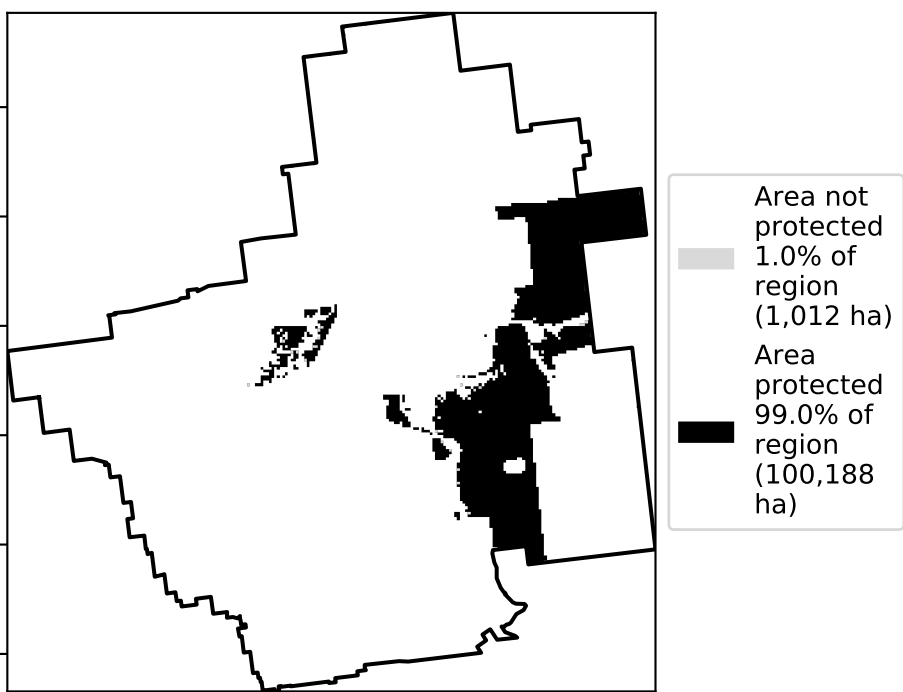 Area not
protected
1.0% of
region
(1,012 ha)
Area
protected
99.0% of
region
(100,188
ha)